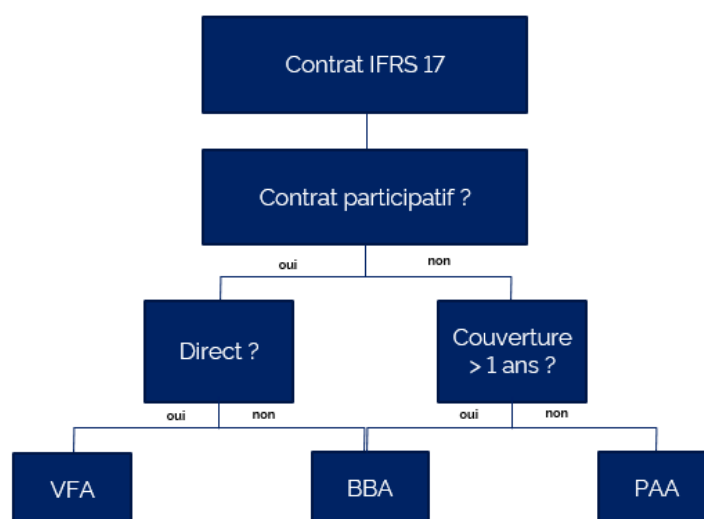 Contrat IFRS 17
Contrat participatif ?
oui
non
Direct ?
Couverture
> 1 ans ?
oui
non
oui
non
VFA
BBA
PAA